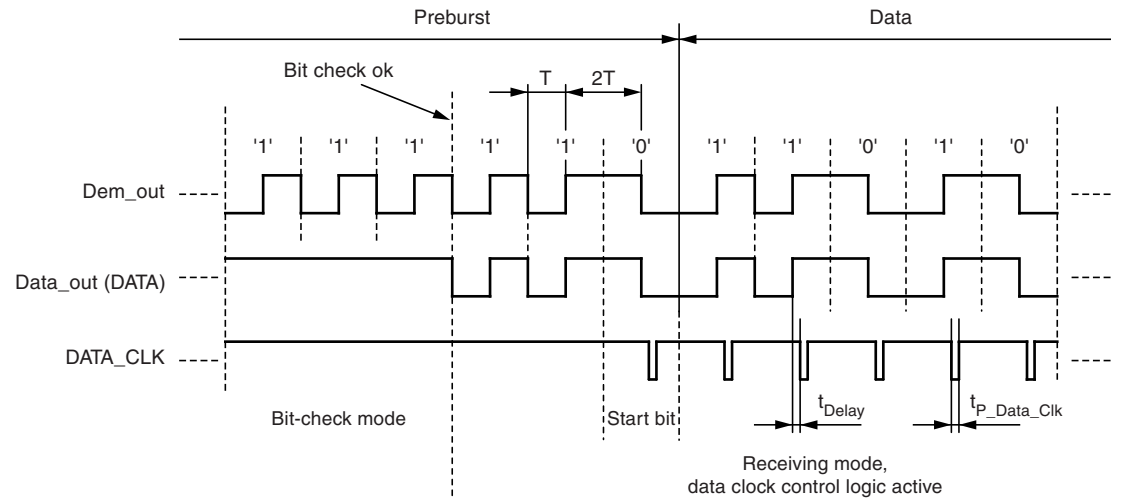 Preburst
Data
Bit check ok
T
2T
'1' '1' '1' '1' '1' '0' '1' '1' '0' '1' '0'
Dem_out
Data_out (DATA)
DATA_CLK
Bit-check mode
Start bit
tDelay
tP_Data_Clk
Receiving mode,
data clock control logic active